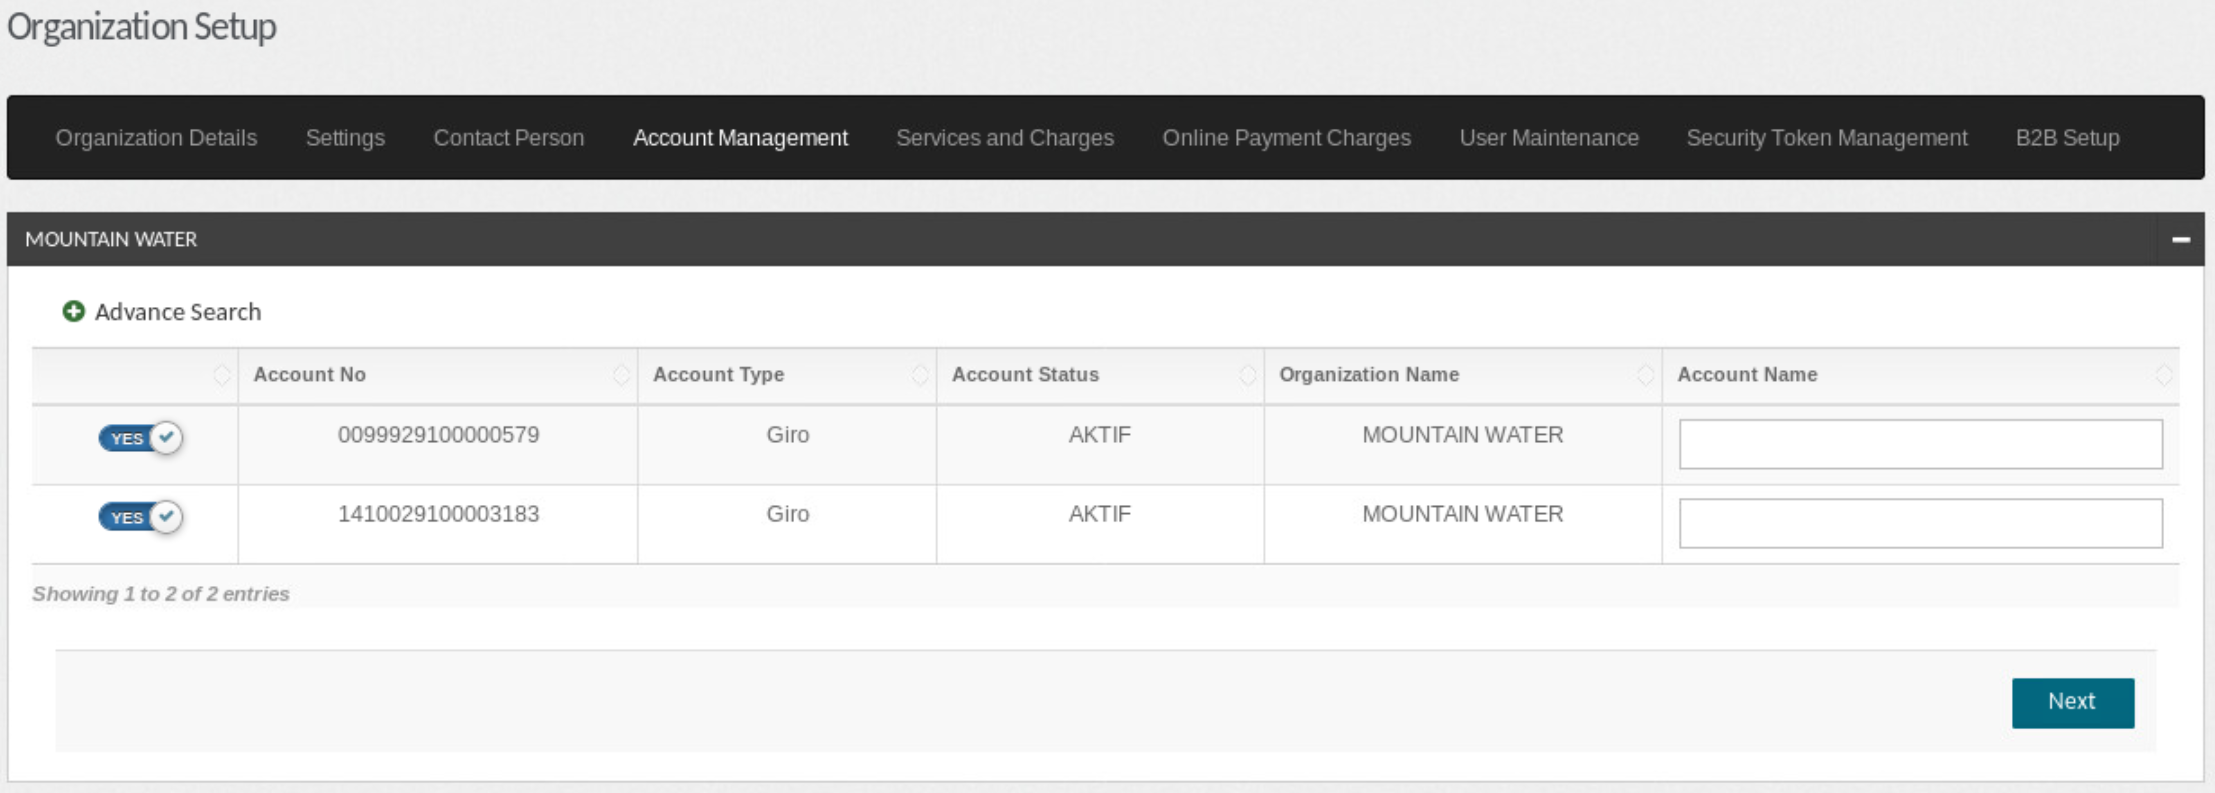 Organization Setup
Organization Details Settings Contact Person Account Management Services and Charges Online Payment Charges User Maintenance Security Token Management B2B Setup
MOUNTAIN WATER
Advance Search
Account No Account Type Account Status Organization Name Account Name
YES 0099929100000579 Giro AKTIF MOUNTAIN WATER
YES 1410029100003183 Giro AKTIF MOUNTAIN WATER
Showing 1 to 2 of 2 entries
Next